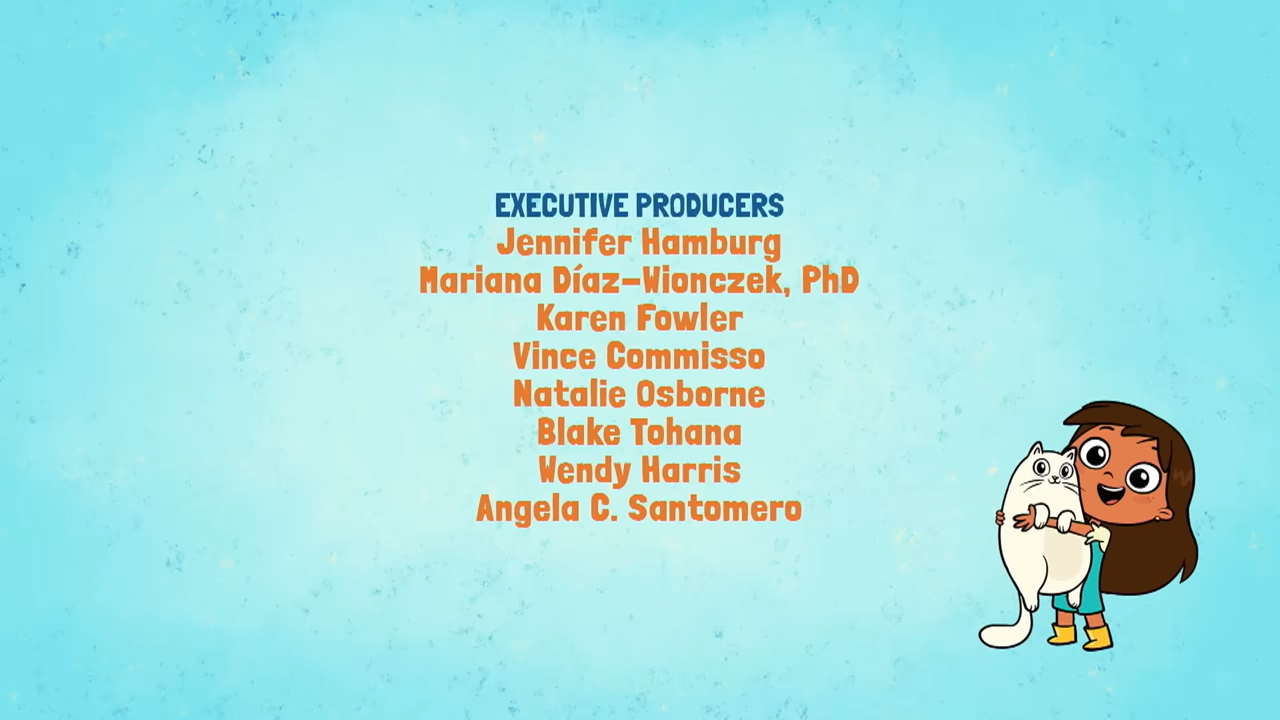 EXECUTIVE PRODUCERS
Jennifer Hamburg
Mariana Díaz-Wionczek, PhD
Karen Fowler
Vince Commisso
Natalie Osborne
Blake Tohana
Wendy Harris
Angela C. Santomero